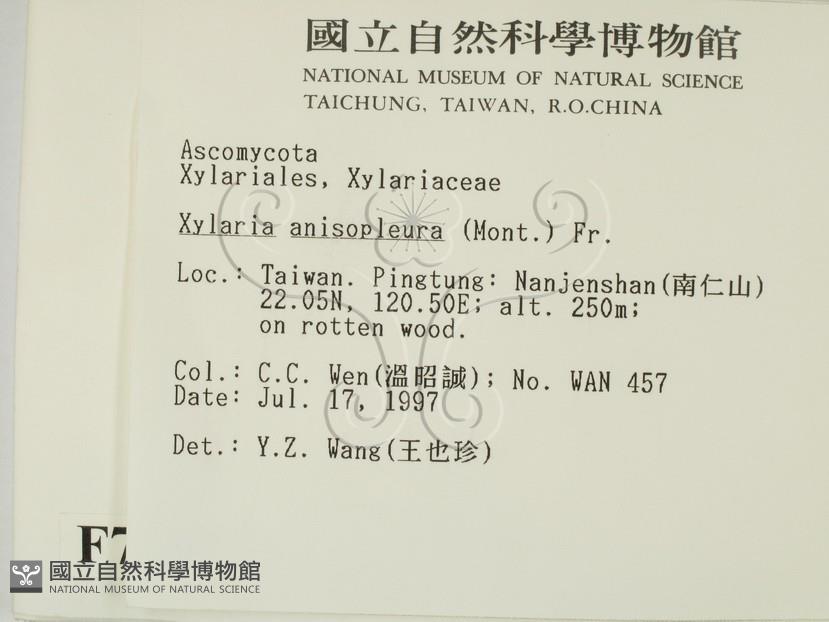 國立自然科學博物館
NATIONAL MUSEUM OF NATURAL SCIENCE
TAICHUNG, TAIWAN, R.O.CHINA
Ascomycota
Xylariales, Xylariaceae
Xylaria anisopleura (Mont.) Fr.
Loc.: Taiwan. Pingtung: Nanjenshan(南仁山)
22.05N, 120.50E; alt. 250m;
on rotten wood.
Col.: C.C. Wen(溫昭誠); No. WAN 457
Date: Jul. 17, 1997
Det.: Y.Z. Wang(王也珍)
國立自然科學博物館
NATIONAL MUSEUM OF NATURAL SCIENCE